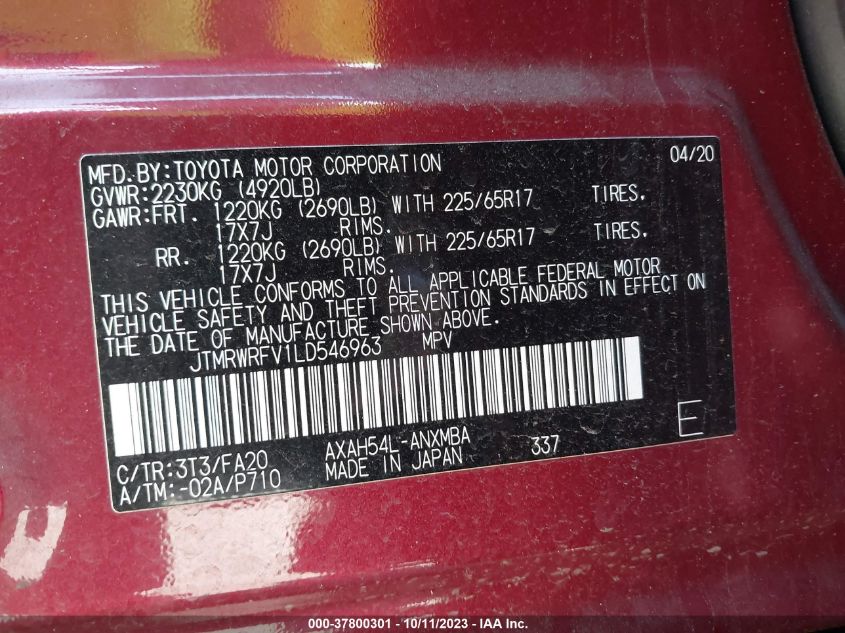 MFD.BY:TOYOTA MOTOR CORPORATION 04/20
GVWR:2230KG (4920LB)
GAWR:FRT. 1220KG (2690LB) WITH 225/65R17 TIRES.
17X7J RIMS.
RR. 1220KG (2690LB) WITH 225/65R17 TIRES.
17X7J RIMS.
THIS VEHICLE CONFORMS TO ALL APPLICABLE FEDERAL MOTOR
VEHICLE SAFETY AND THEFT PREVENTION STANDARDS IN EFFECT ON
THE DATE OF MANUFACTURE SHOWN ABOVE.
JTMRWRFV1LD546963 MPV
C/TR:3T3/FA20 AXAH54L-ANXMBA 337 E
A/TM:-02A/P710 MADE IN JAPAN
000-37800301 - 10/11/2023 - IAA Inc.